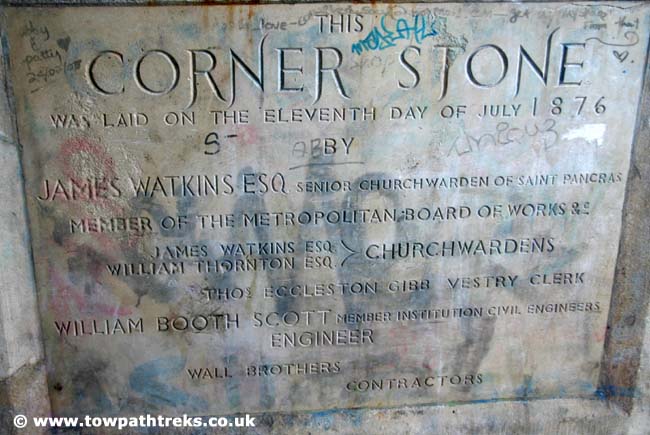 THIS
CORNER STONE
WAS LAID ON THE ELEVENTH DAY OF JULY 1876
BY
JAMES WATKINS ESQ. SENIOR CHURCHWARDEN OF SAINT PANCRAS
MEMBER OF THE METROPOLITAN BOARD OF WORKS &c
JAMES WATKINS ESQ.
WILLIAM THORNTON ESQ. > CHURCHWARDENS
THOS ECCLESTON GIBB VESTRY CLERK
WILLIAM BOOTH SCOTT MEMBER INSTITUTION CIVIL ENGINEERS
ENGINEER
WALL BROTHERS
CONTRACTORS
© www.towpathtreks.co.uk